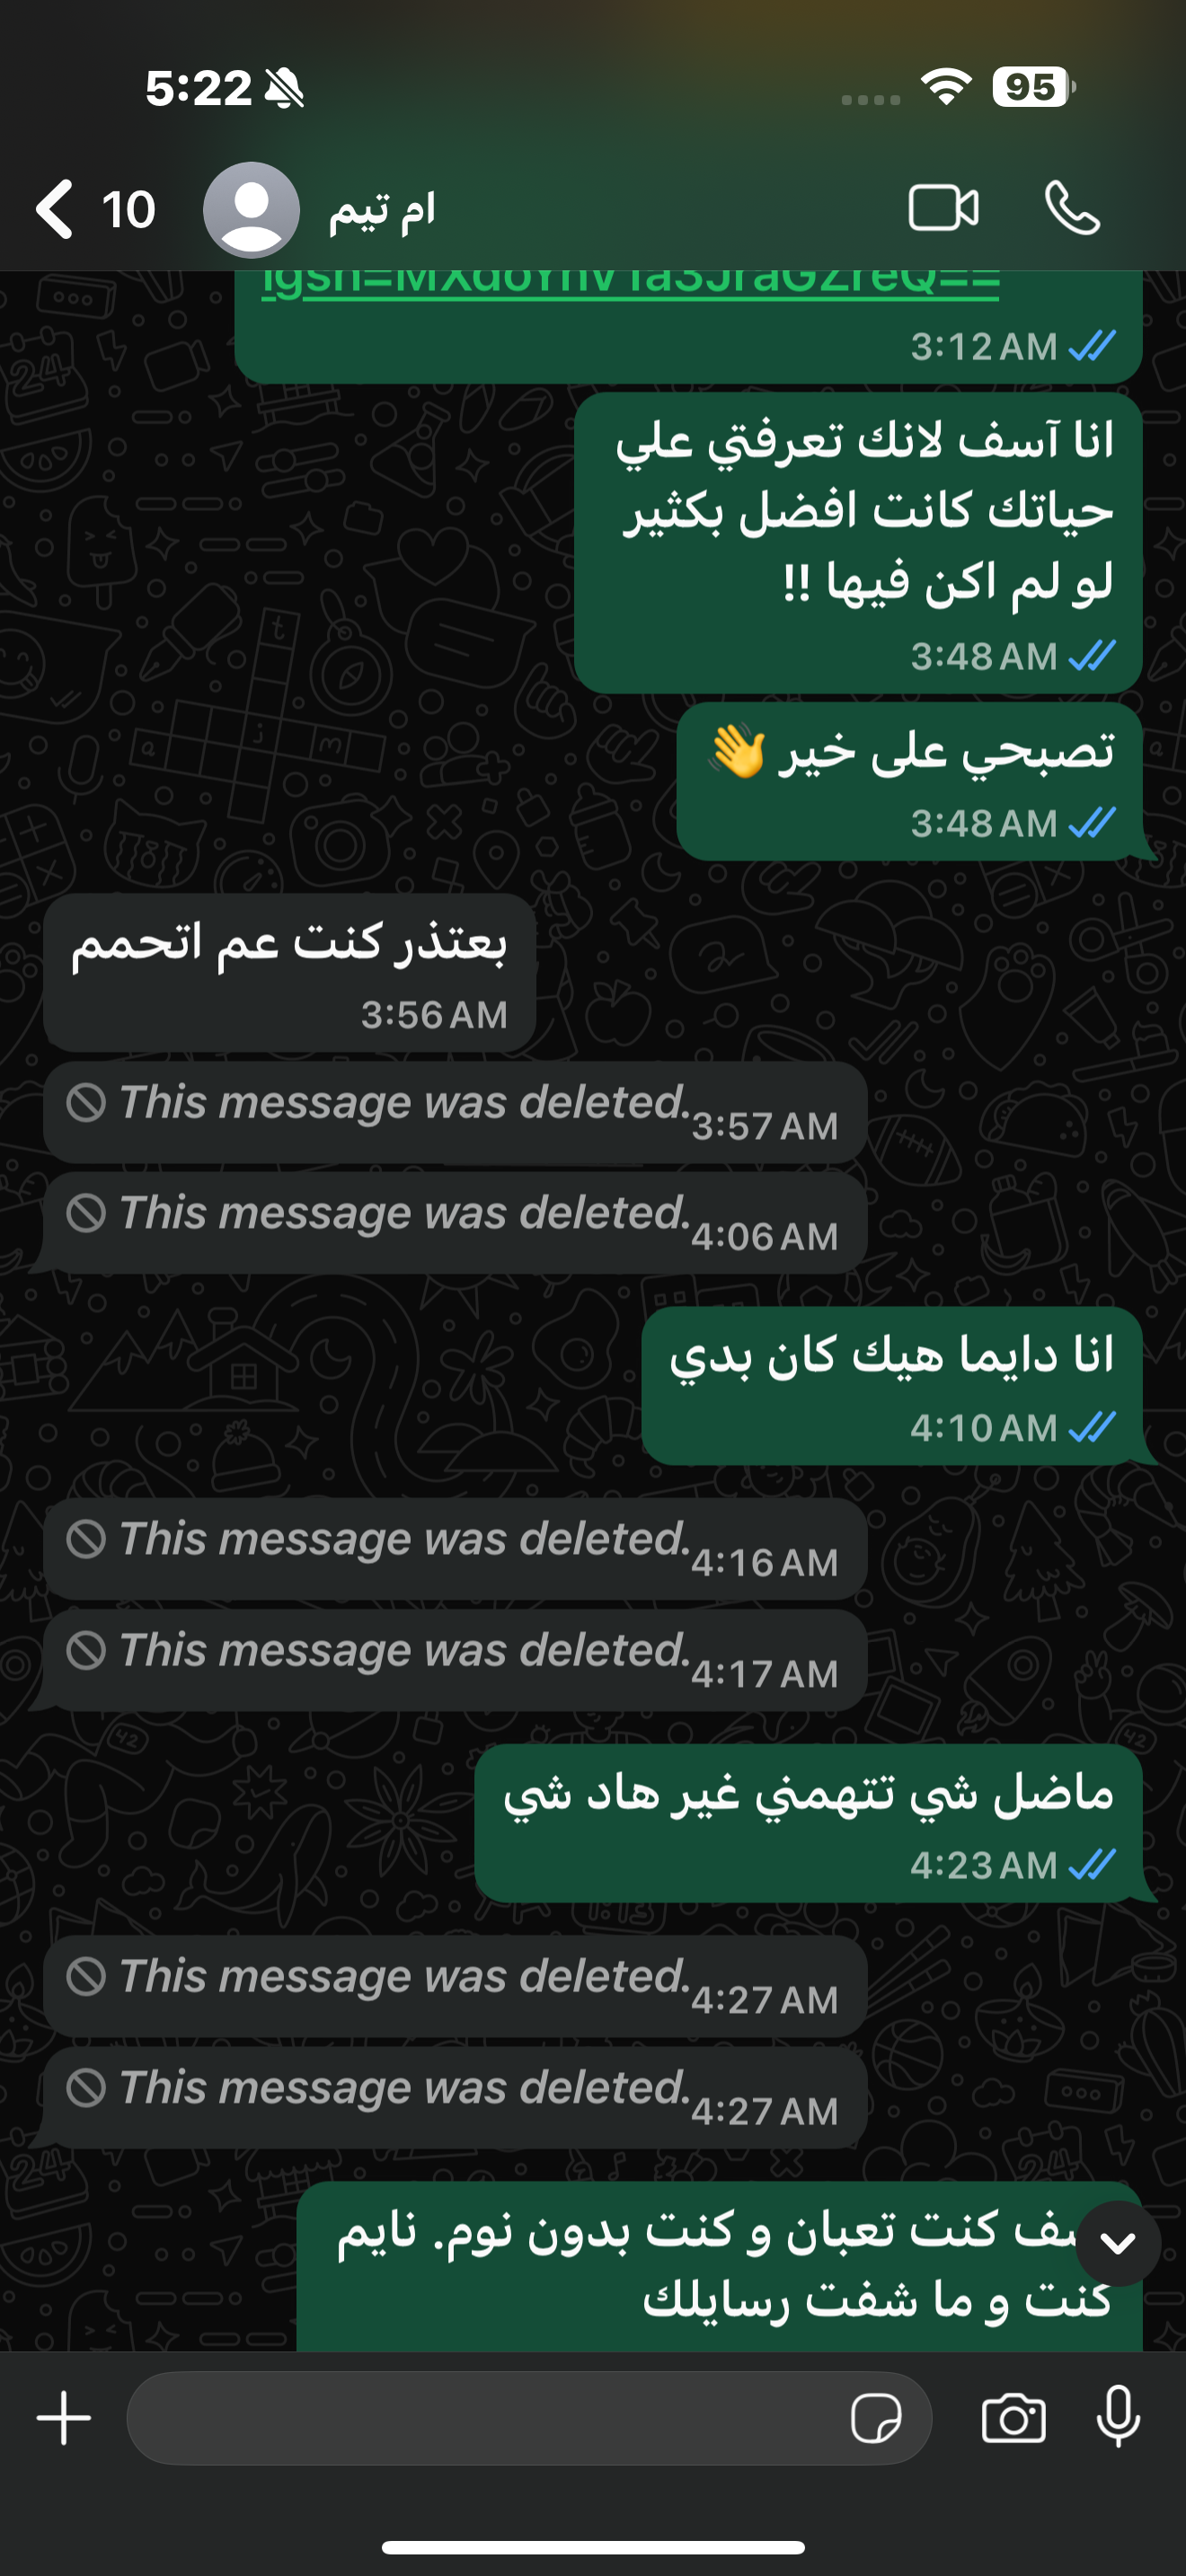 5:22
95
10
ام تيم
3:12 AM
انا آسف لانك تعرفتي علي
حياتك كانت افضل بكثير
لو لم اكن فيها !!
3:48 AM
تصبحي على خير 👋
3:48 AM
بعتذر كنت عم اتحمم
3:56 AM
This message was deleted.
3:57 AM
This message was deleted.
4:06 AM
انا دايما هيك كان بدي
4:10 AM
This message was deleted.
4:16 AM
This message was deleted.
4:17 AM
ماضل شي تتهمني غير هاد شي
4:23 AM
This message was deleted.
4:27 AM
This message was deleted.
4:27 AM
كنت تعبان و كنت بدون نوم. نايم
كنت و ما شفت رسايلك